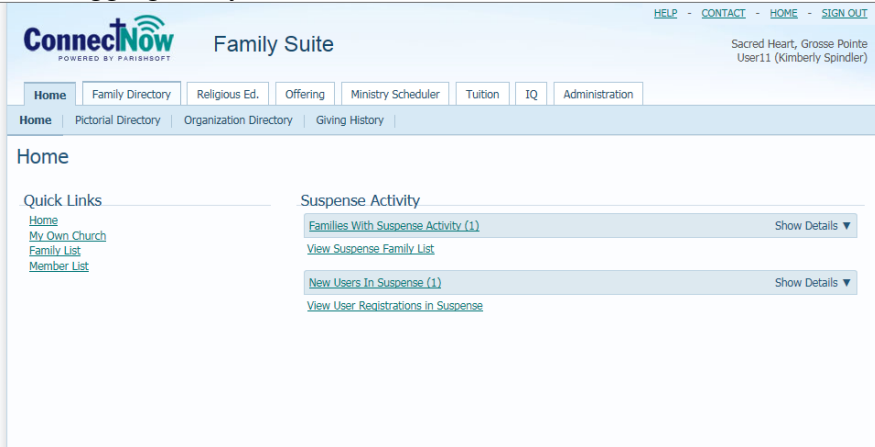 HELP - CONTACT - HOME - SIGN OUT
ConnectNow
POWERED BY PARISHSOFT
Family Suite
Sacred Heart, Grosse Pointe
User11 (Kimberly Spindler)
Home Family Directory Religious Ed. Offering Ministry Scheduler Tuition IQ Administration
Home | Pictorial Directory | Organization Directory | Giving History |
Home
Quick Links
Home
My Own Church
Family List
Member List
Suspense Activity
Families With Suspense Activity (1) Show Details ▼
View Suspense Family List
New Users In Suspense (1) Show Details ▼
View User Registrations in Suspense